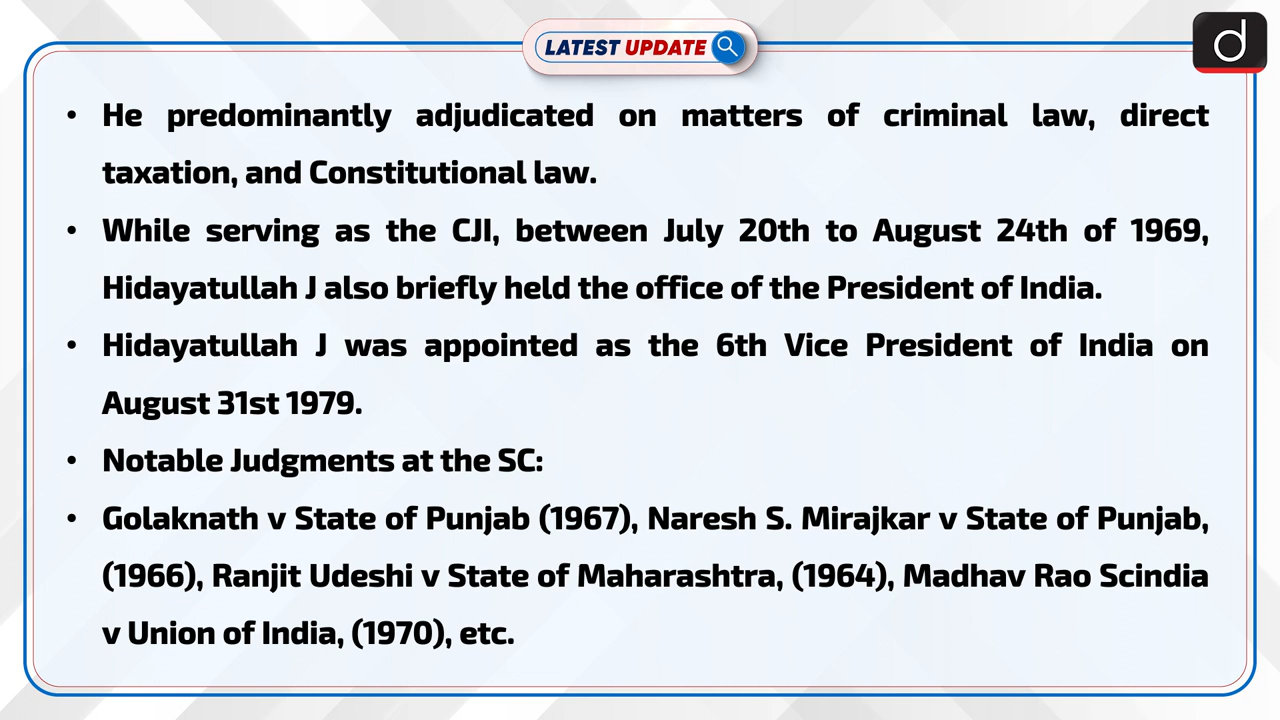 LATEST UPDATE
d
• He predominantly adjudicated on matters of criminal law, direct
taxation, and Constitutional law.
• While serving as the CJI, between July 20th to August 24th of 1969,
Hidayatullah J also briefly held the office of the President of India.
• Hidayatullah J was appointed as the 6th Vice President of India on
August 31st 1979.
• Notable Judgments at the SC:
• Golaknath v State of Punjab (1967), Naresh S. Mirajkar v State of Punjab,
(1966), Ranjit Udeshi v State of Maharashtra, (1964), Madhav Rao Scindia
v Union of India, (1970), etc.